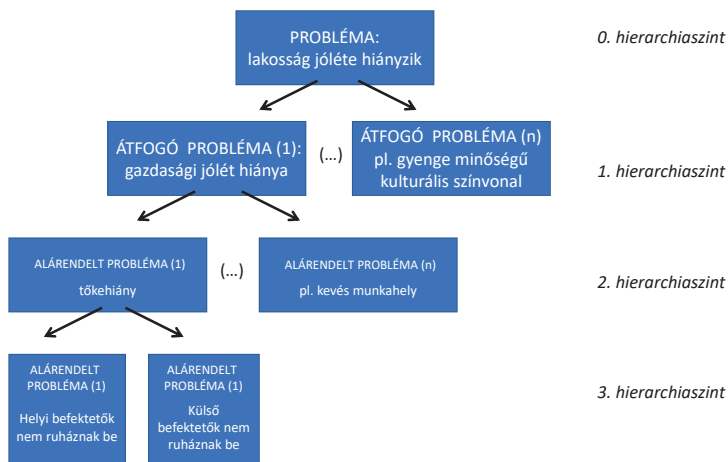 PROBLÉMA:
lakosság jóléte hiányzik
0. hierarchiaszint
ÁTFOGÓ PROBLÉMA (1):
gazdasági jólét hiánya
(...)
ÁTFOGÓ PROBLÉMA (n)
pl. gyenge minőségű
kulturális színvonal
1. hierarchiaszint
ALÁRENDELT PROBLÉMA (1)
tőkehiány
(...)
ALÁRENDELT PROBLÉMA (n)
pl. kevés munkahely
2. hierarchiaszint
ALÁRENDELT
PROBLÉMA (1)
Helyi befektetők
nem ruháznak be
ALÁRENDELT
PROBLÉMA (1)
Külső
befektetők nem
ruháznak be
3. hierarchiaszint